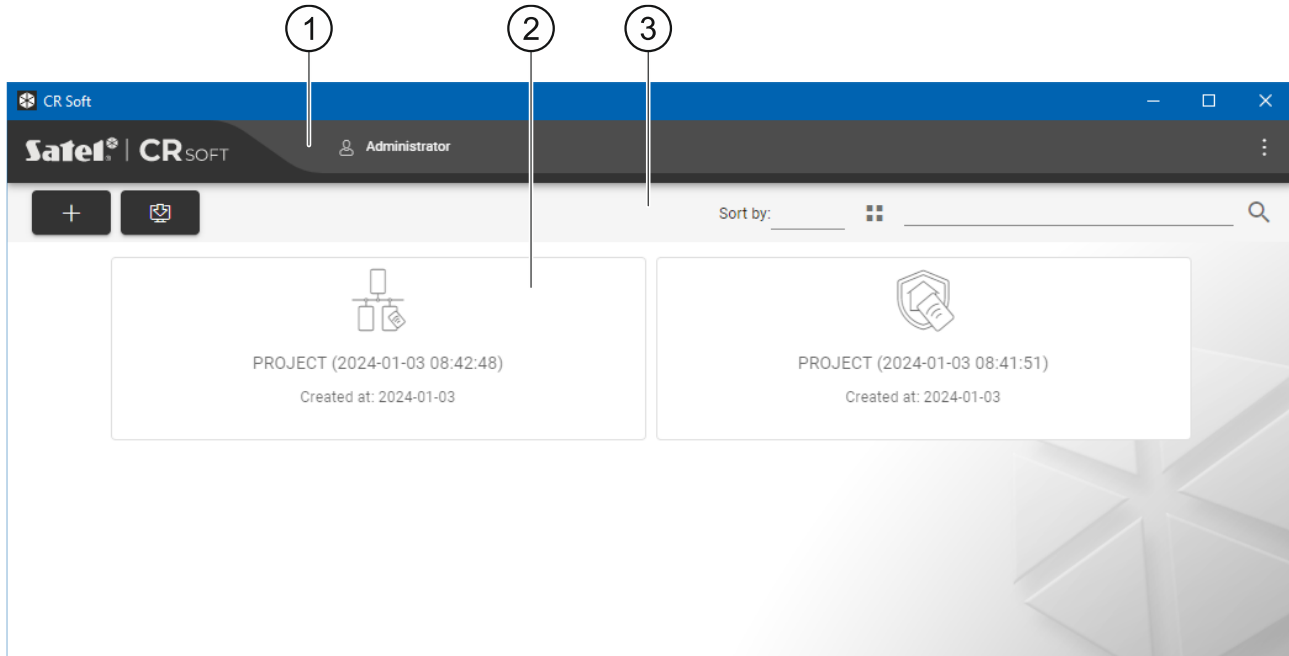 1 2 3
CR Soft
Satel® | CR SOFT
Administrator
Sort by:
PROJECT (2024-01-03 08:42:48)
Created at: 2024-01-03
PROJECT (2024-01-03 08:41:51)
Created at: 2024-01-03